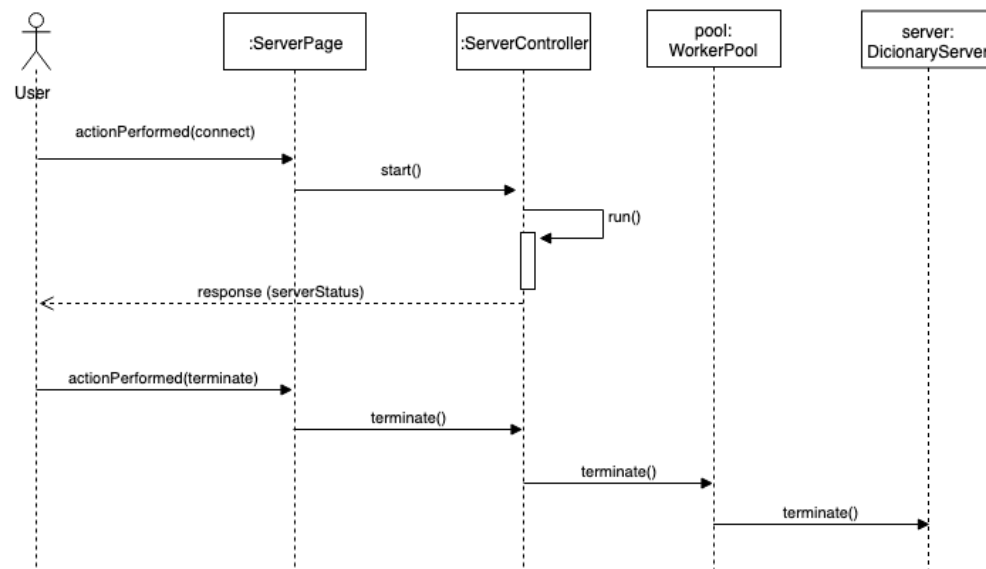 :ServerPage
:ServerController
pool:
WorkerPool
server:
DicionaryServer
User
actionPerformed(connect)
start()
run()
response (serverStatus)
actionPerformed(terminate)
terminate()
terminate()
terminate()